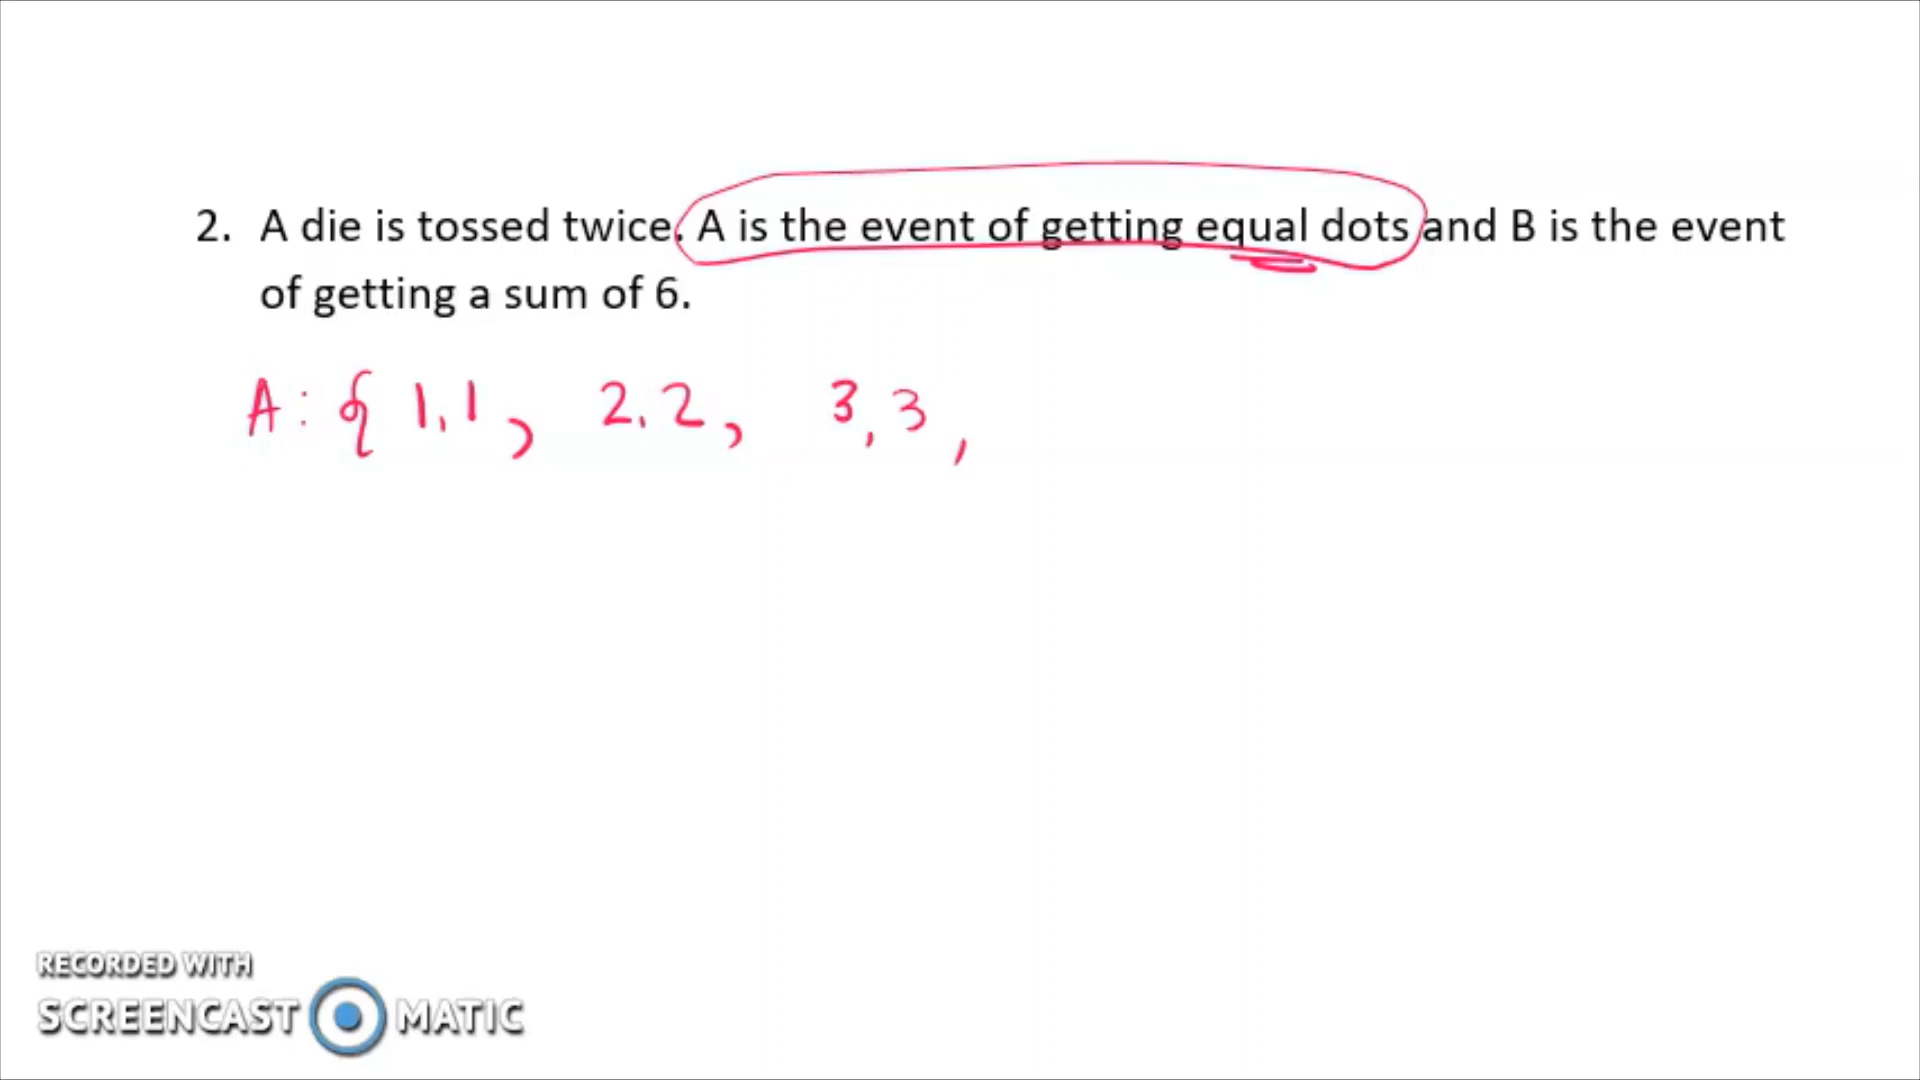 2. A die is tossed twice. A is the event of getting equal dots and B is the event
of getting a sum of 6.
A: { 1,1, 2,2, 3,3,
RECORDED WITH
SCREENCAST MATIC